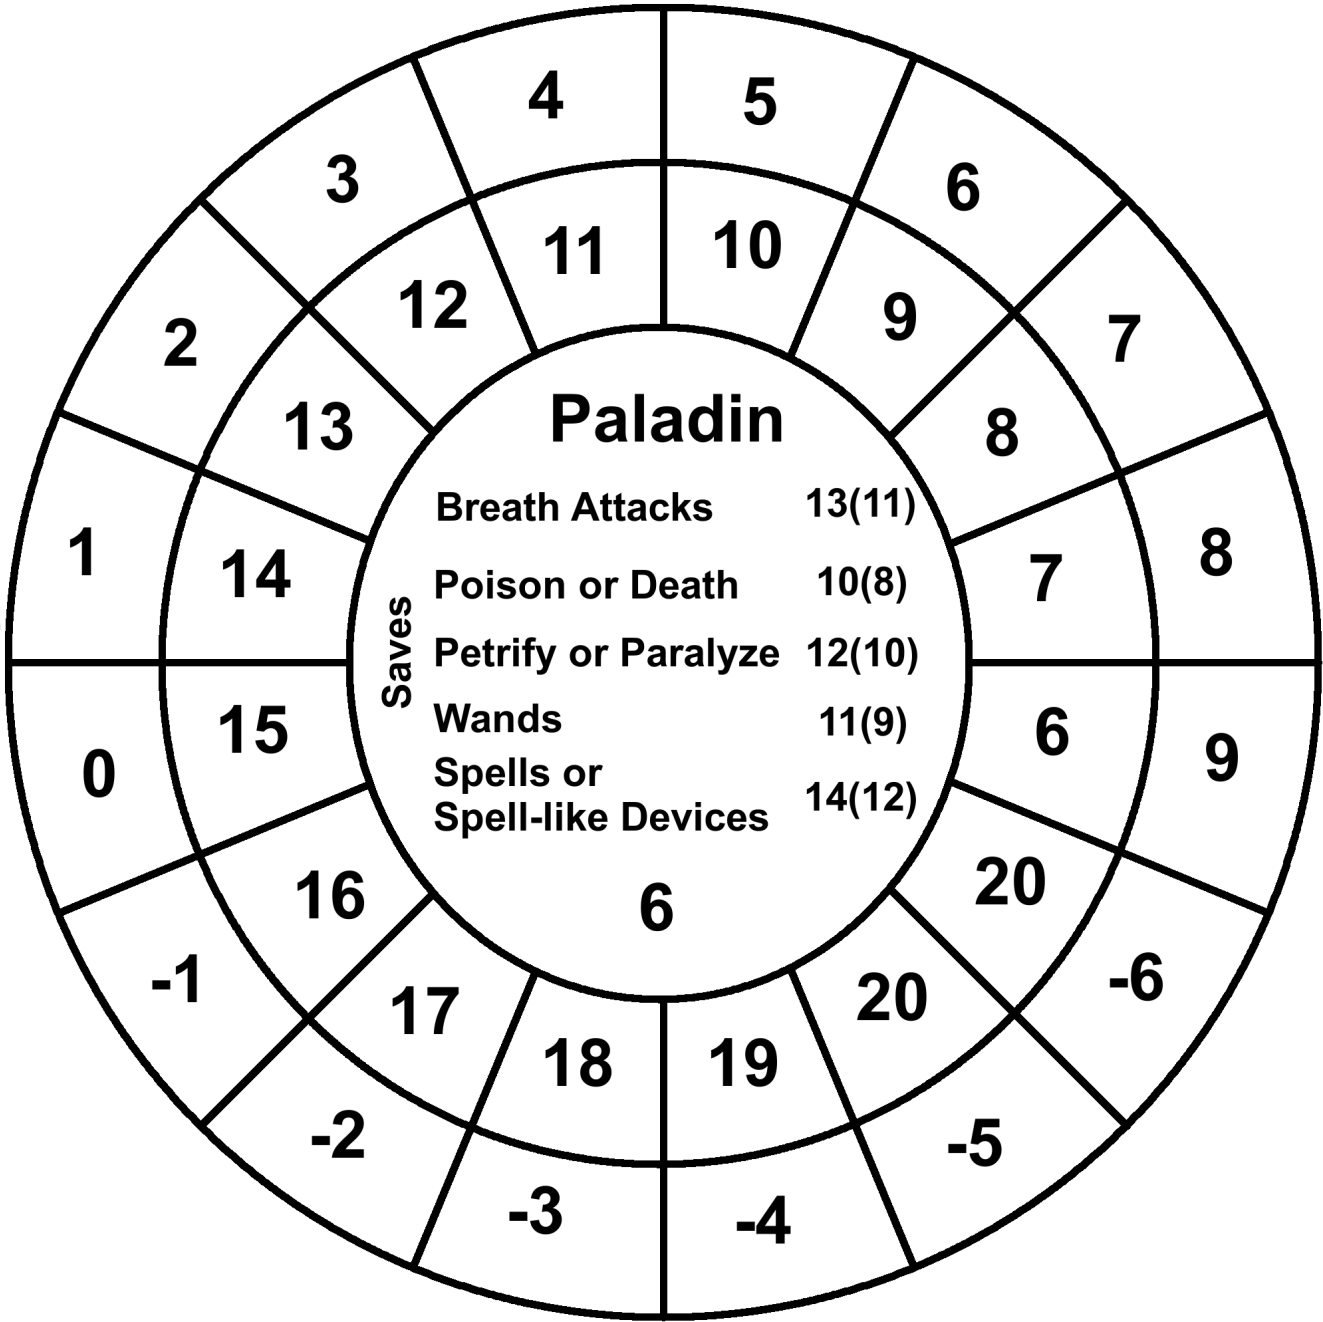 4 5
3 6
11 10
2 12 9 7
13 8
Paladin
Breath Attacks 13(11)
1 14 7 8
Poison or Death 10(8)
Saves
Petrify or Paralyze 12(10)
Wands 11(9)
0 15 6 9
Spells or
Spell-like Devices 14(12)
16 6 20
-1 17 20 -6
18 19
-2 -5
-3 -4